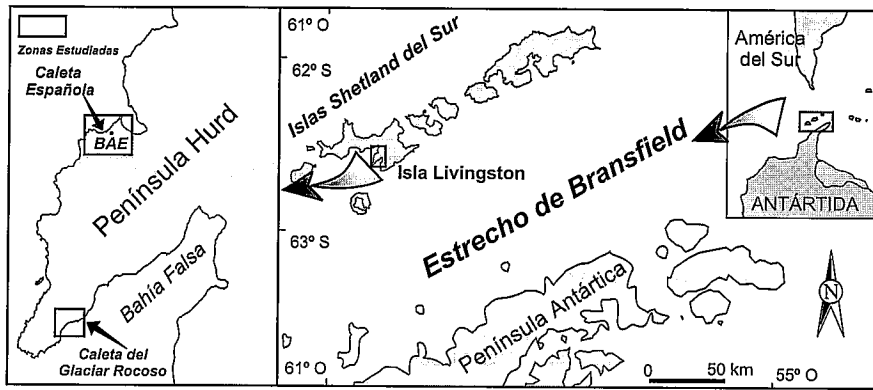 Zonas Estudiadas
Caleta
Española
BAE
Península Hurd
Bahía Falsa
Caleta del
Glaciar Rocoso
61° O
62° S
Islas Shetland del Sur
Isla Livingston
Estrecho de Bransfield
63° S
Península Antártica
61° O
0 50 km
55° O
N
América
del Sur
ANTÁRTIDA